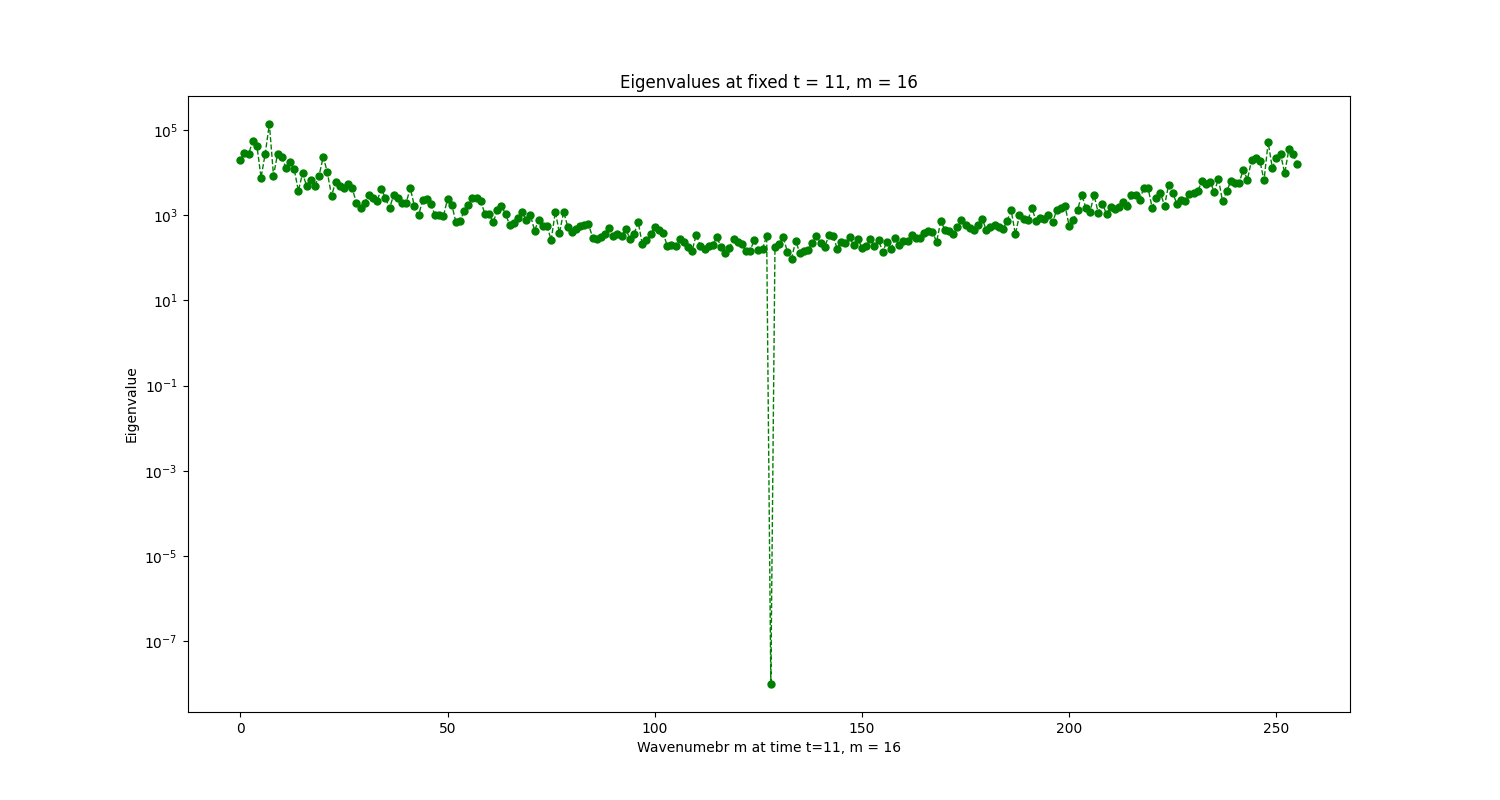 Eigenvalues at fixed t = 11, m = 16
10^5
10^3
10^1
10^-1
10^-3
10^-5
10^-7
Eigenvalue
0 50 100 150 200 250
Wavenumebr m at time t=11, m = 16